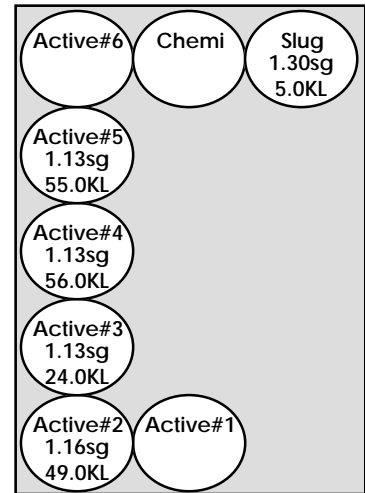 Active#6
Chemi
Slug
1.30sg
5.0KL
Active#5
1.13sg
55.0KL
Active#4
1.13sg
56.0KL
Active#3
1.13sg
24.0KL
Active#2
1.16sg
49.0KL
Active#1